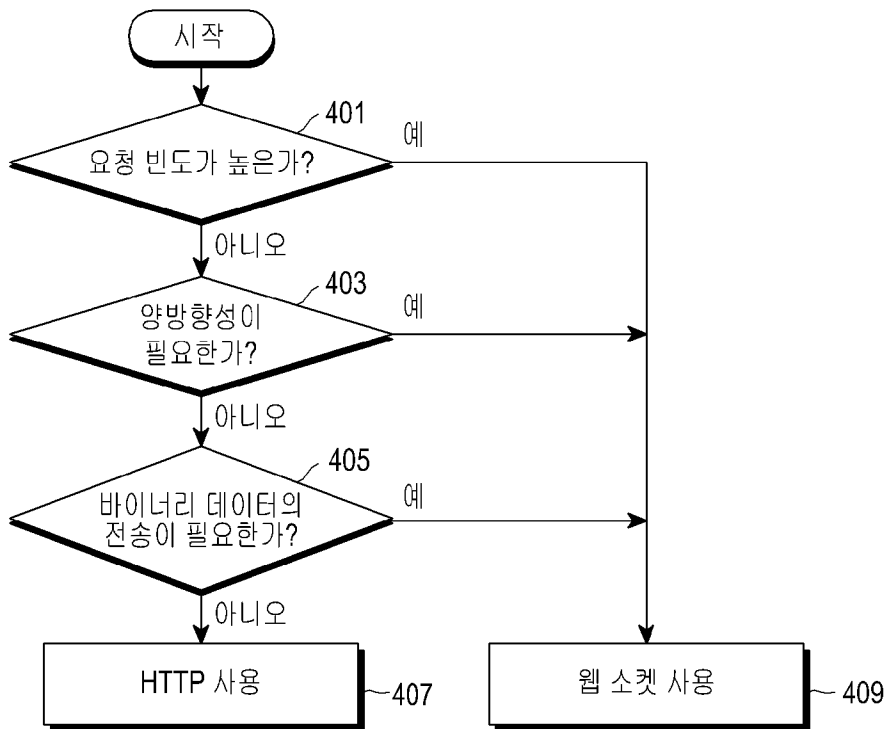 시작
401
예
요청 빈도가 높은가?
아니오
403
예
양방향성이
필요한가?
아니오
405
예
바이너리 데이터의
전송이 필요한가?
아니오
HTTP 사용
407
웹 소켓 사용
409